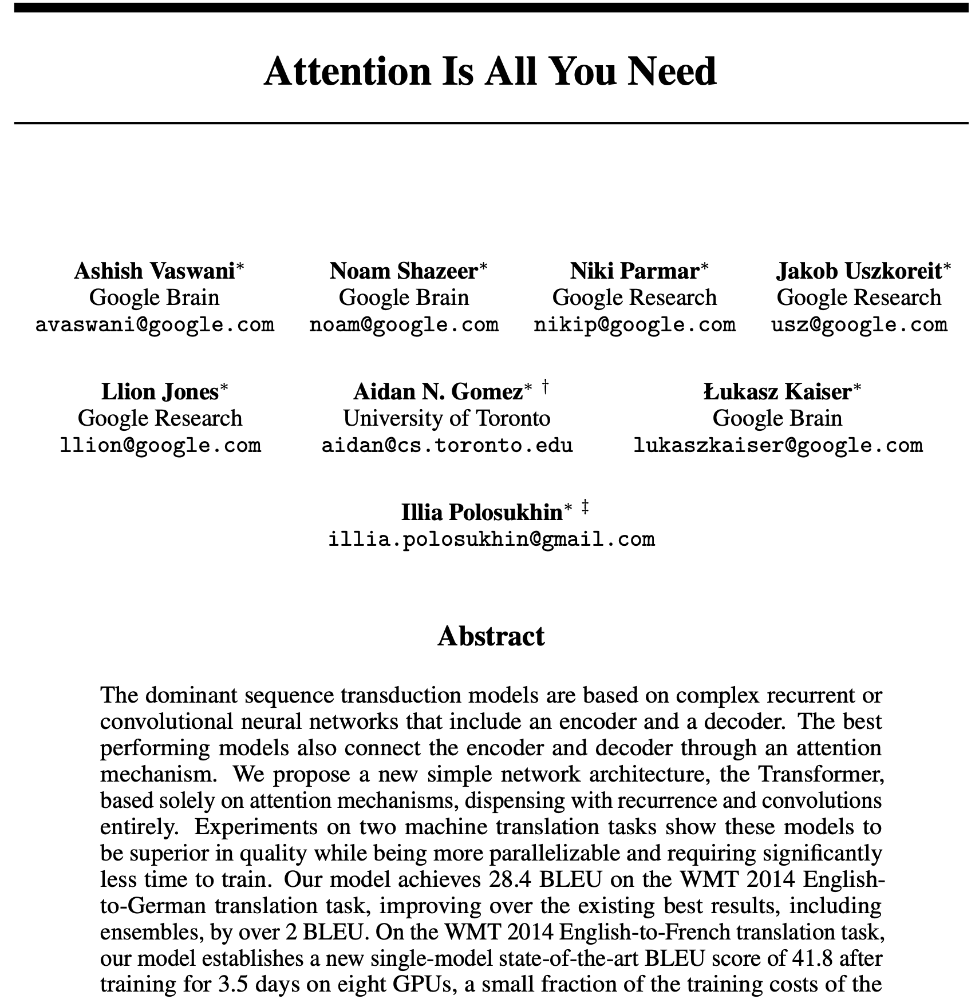 Attention Is All You Need
Ashish Vaswani* Noam Shazeer* Niki Parmar* Jakob Uszkoreit*
Google Brain Google Brain Google Research Google Research
avaswani@google.com noam@google.com nikip@google.com usz@google.com
Llion Jones* Aidan N. Gomez* † Łukasz Kaiser*
Google Research University of Toronto Google Brain
llion@google.com aidan@cs.toronto.edu lukaszkaiser@google.com
Illia Polosukhin* ‡
illia.polosukhin@gmail.com
Abstract
The dominant sequence transduction models are based on complex recurrent or
convolutional neural networks that include an encoder and a decoder. The best
performing models also connect the encoder and decoder through an attention
mechanism. We propose a new simple network architecture, the Transformer,
based solely on attention mechanisms, dispensing with recurrence and convolutions
entirely. Experiments on two machine translation tasks show these models to
be superior in quality while being more parallelizable and requiring significantly
less time to train. Our model achieves 28.4 BLEU on the WMT 2014 English-
to-German translation task, improving over the existing best results, including
ensembles, by over 2 BLEU. On the WMT 2014 English-to-French translation task,
our model establishes a new single-model state-of-the-art BLEU score of 41.8 after
training for 3.5 days on eight GPUs, a small fraction of the training costs of the